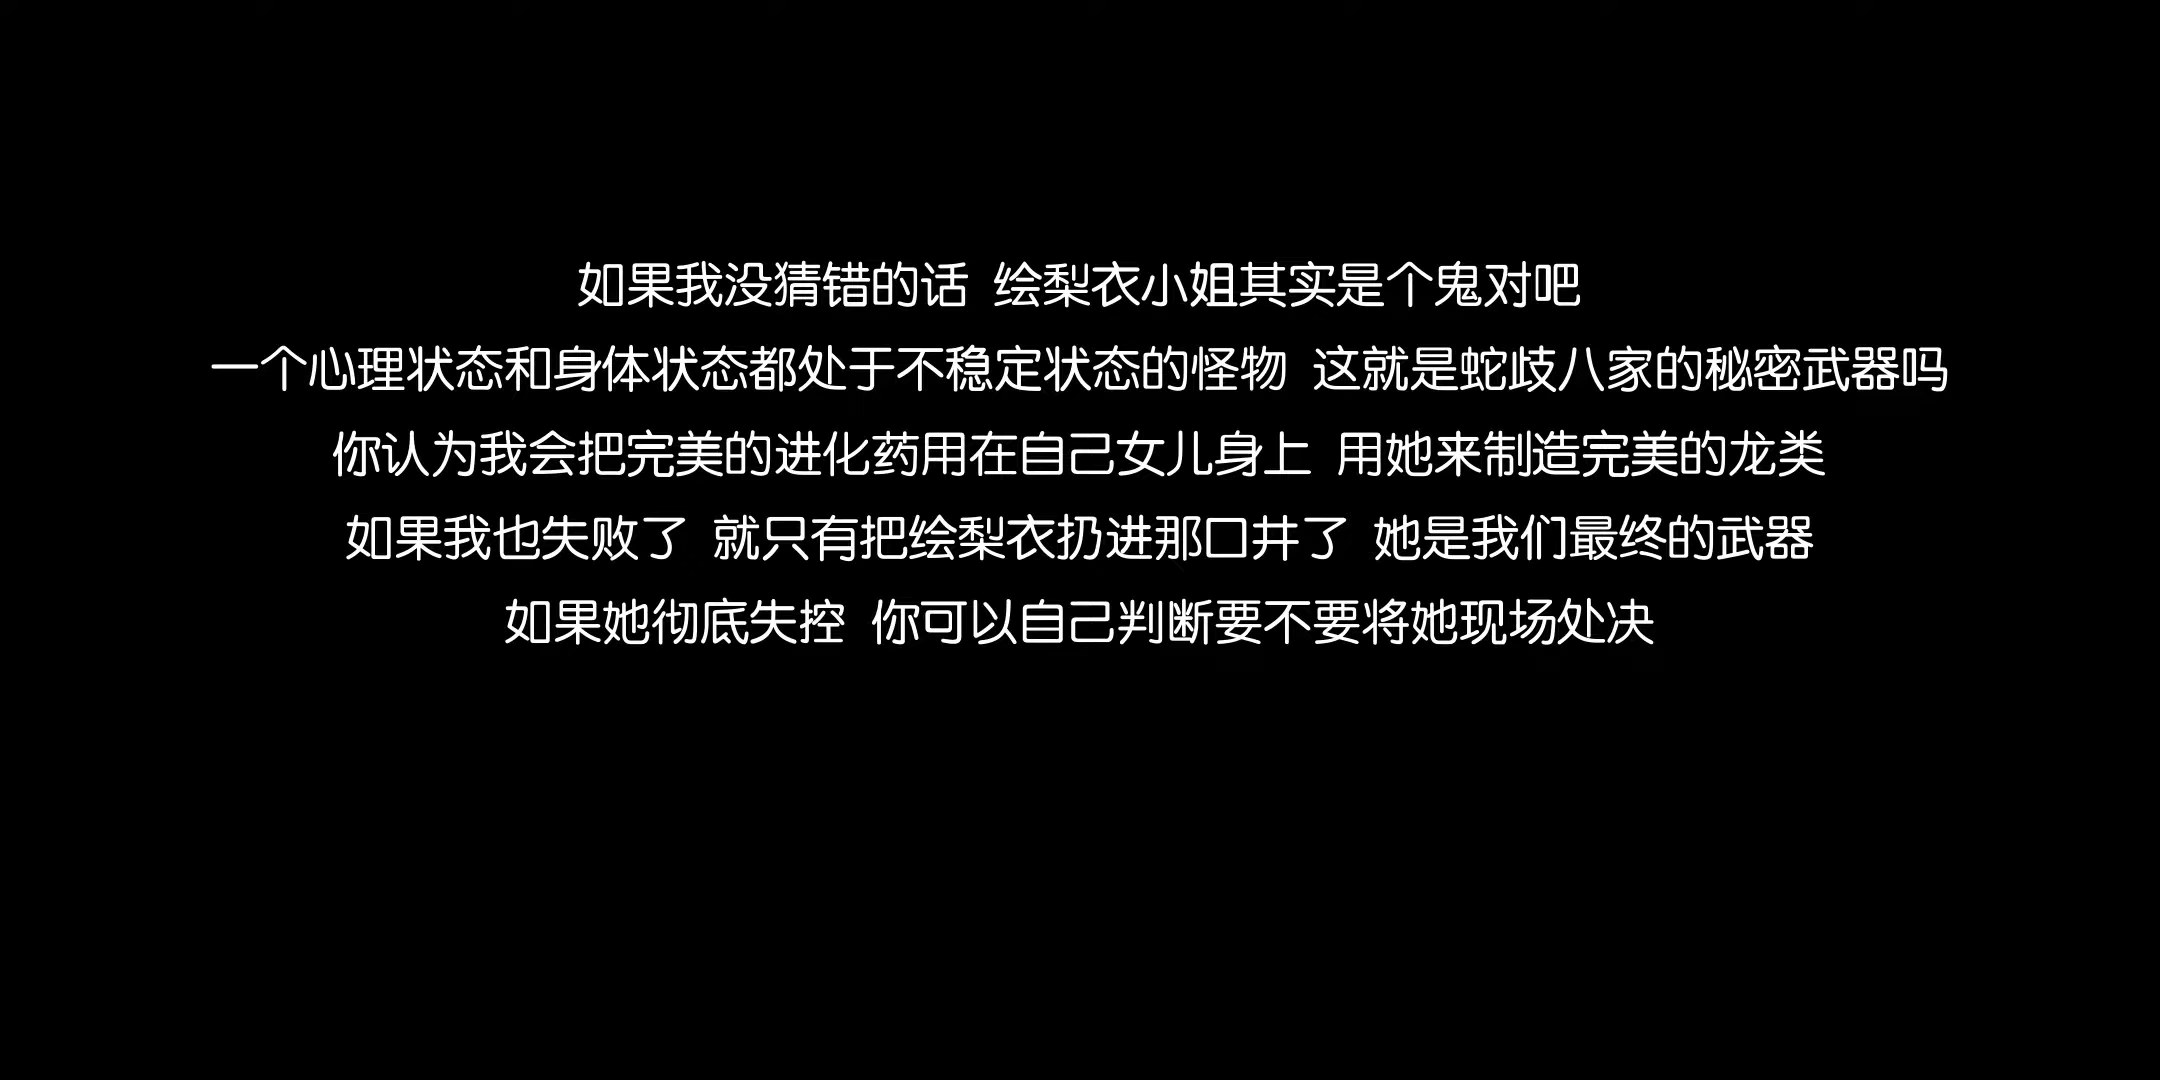 如果我没猜错的话 绘梨衣小姐其实是个鬼对吧
一个心理状态和身体状态都处于不稳定状态的怪物 这就是蛇歧八家的秘密武器吗
你认为我会把完美的进化药用在自己女儿身上 用她来制造完美的龙类
如果我也失败了 就只有把绘梨衣扔进那口井了 她是我们最终的武器
如果她彻底失控 你可以自己判断要不要将她现场处决